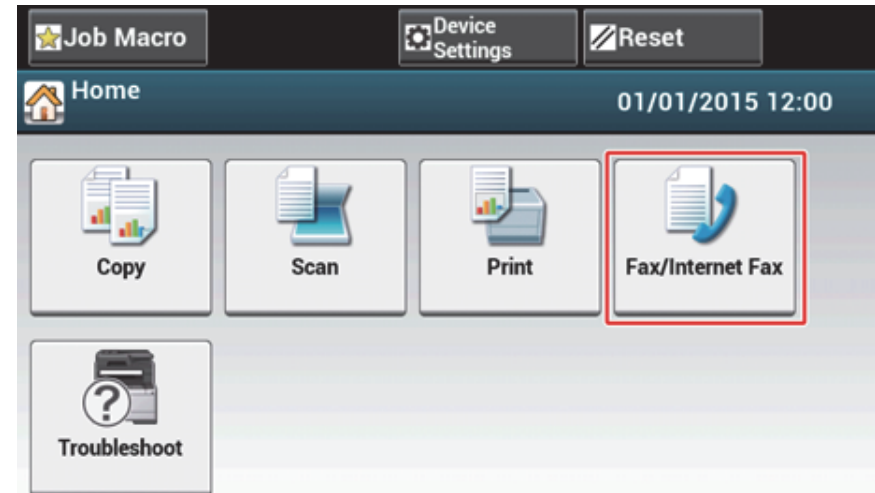 Job Macro
Device
Settings
Reset
Home
01/01/2015 12:00
Copy
Scan
Print
Fax/Internet Fax
?
Troubleshoot